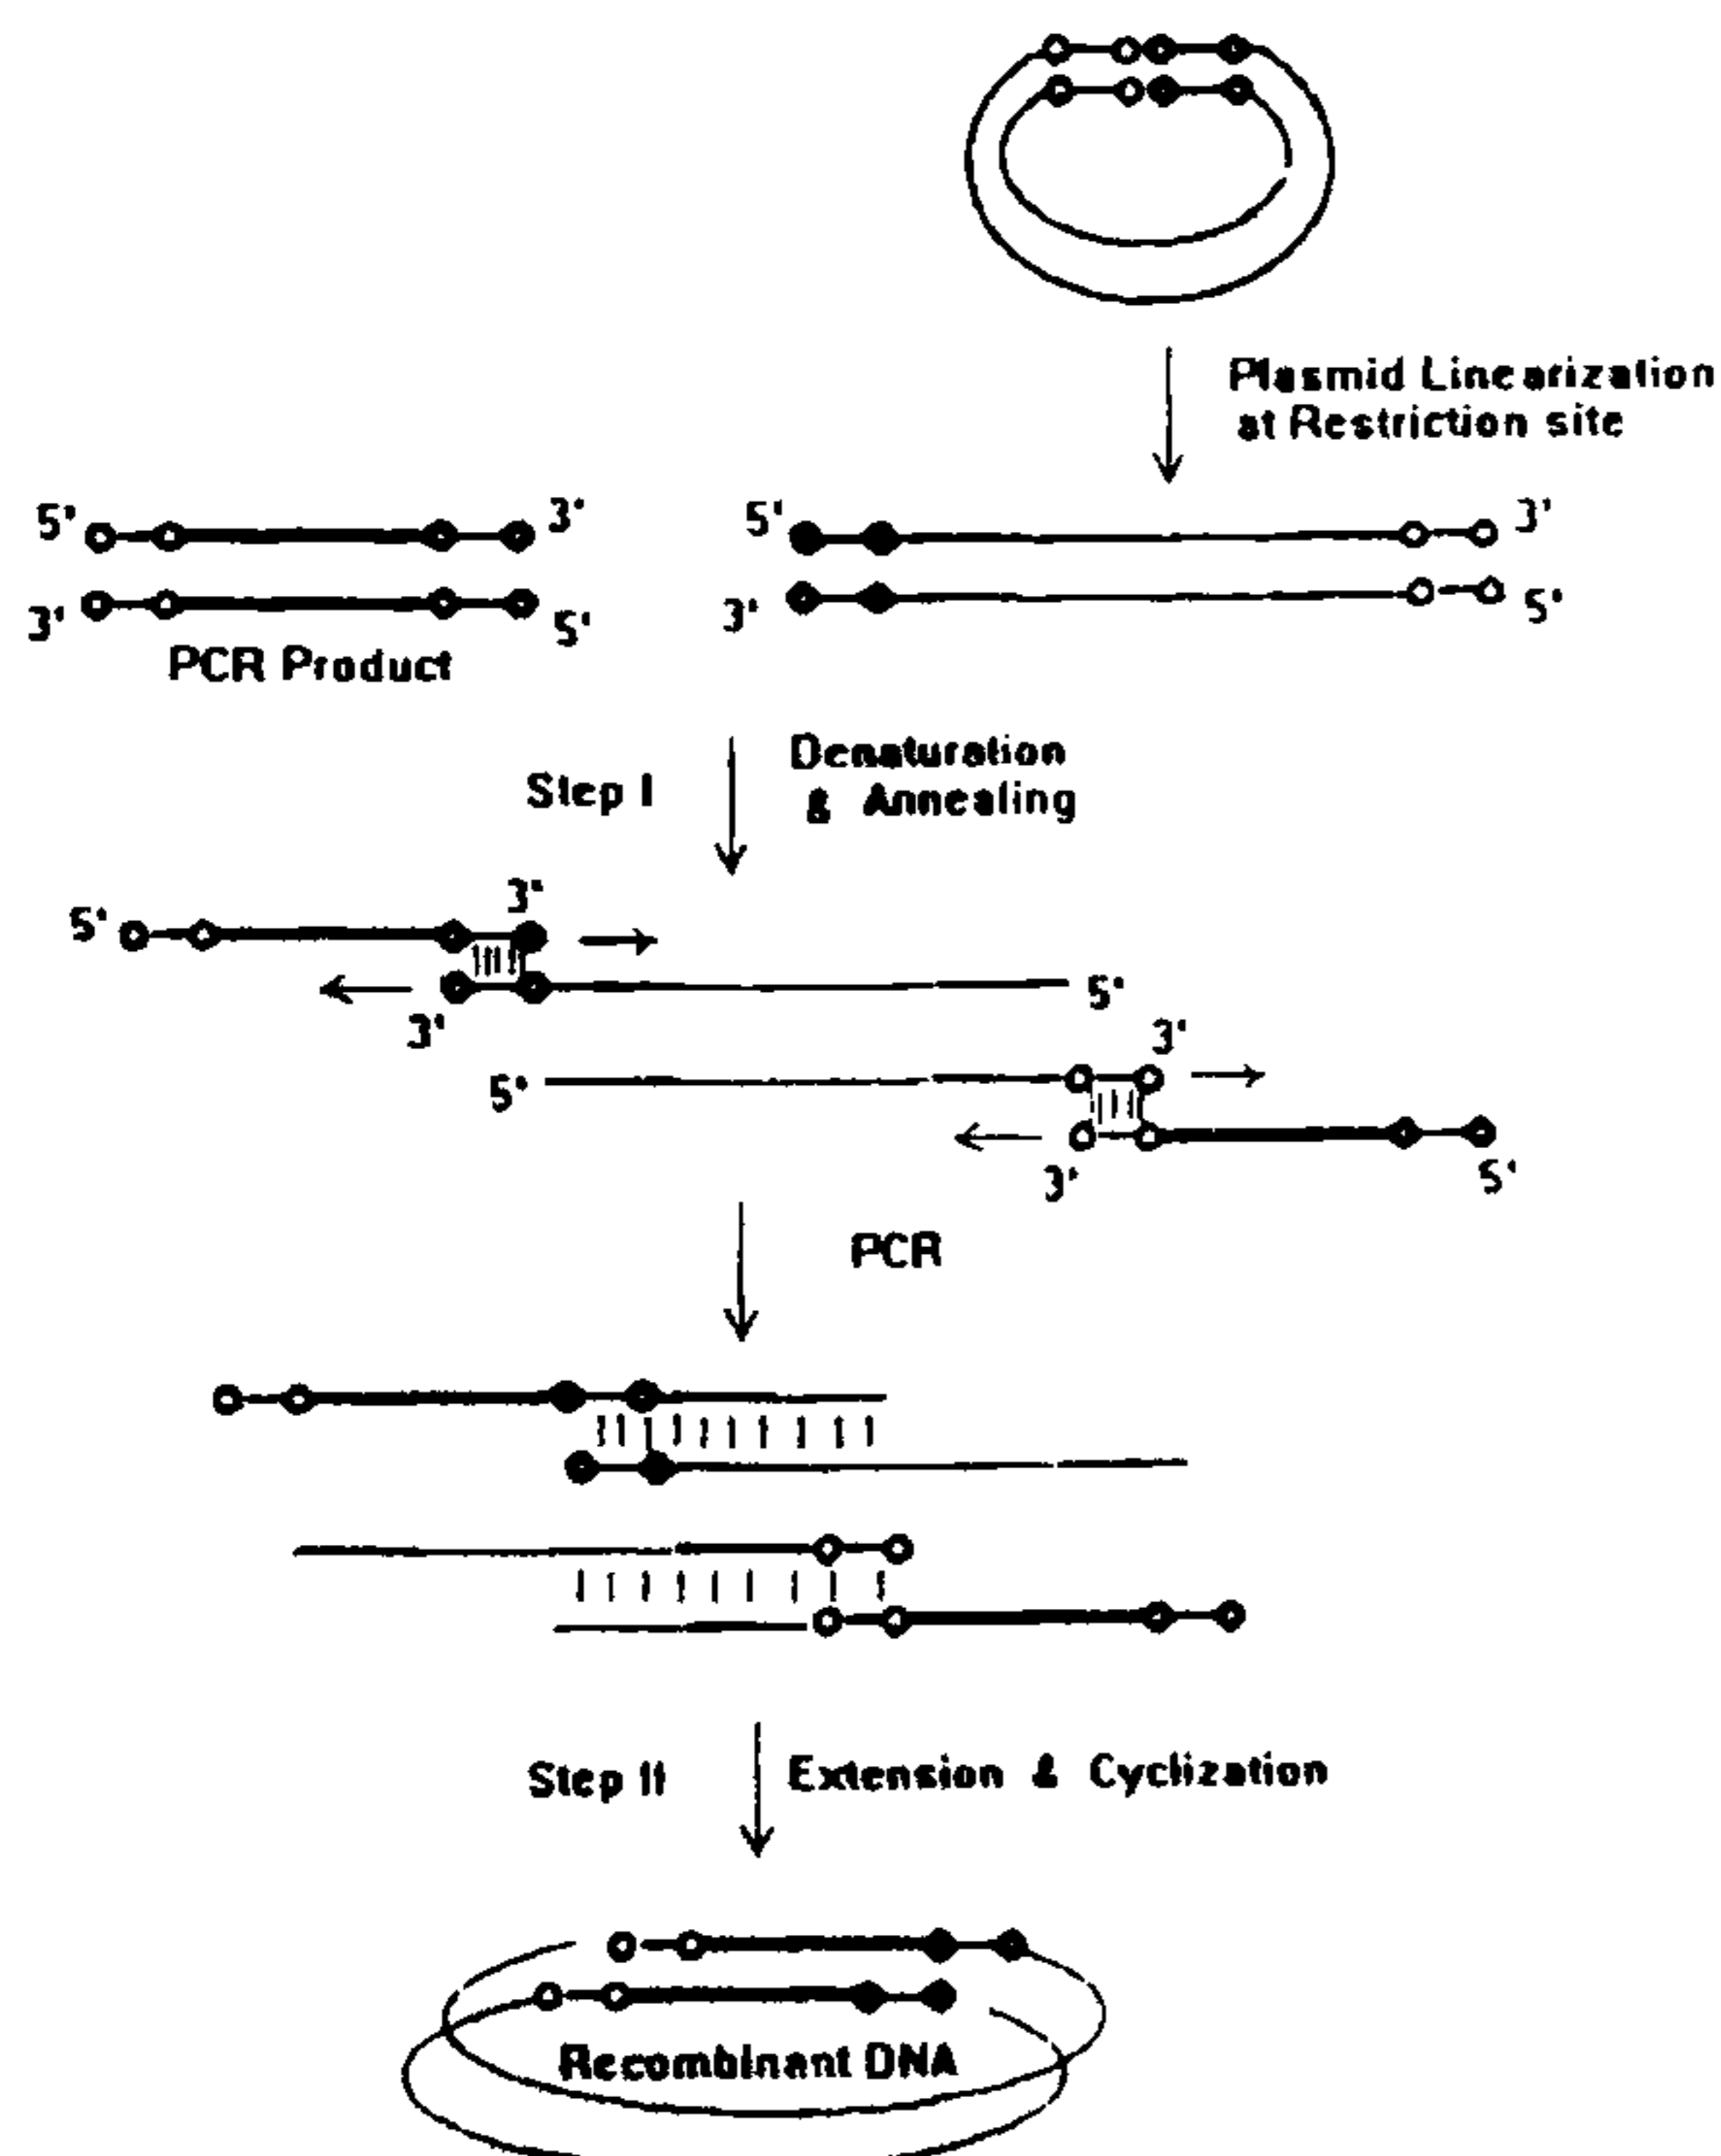 Plasmid Linearization
at Restriction site
5' 3' 5' 3'
3' 5' 3' 5'
PCR Product
Denaturation
Step I
& Annealing
3'
5'
5'
3'
3'
5'
3' 5'
PCR
Step II Extension & Cyclization
Recombinant DNA